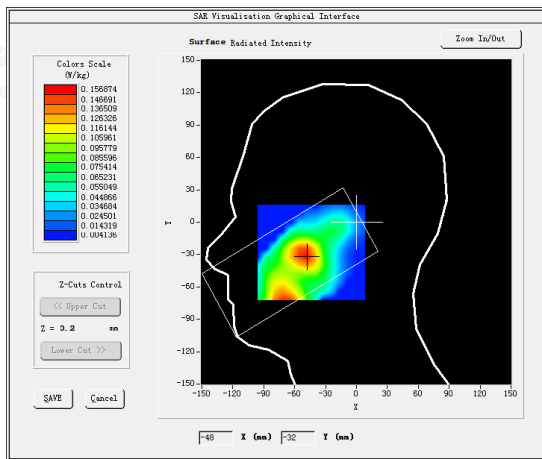 SAR Visualisation Graphical Interface
Surface Radiated Intensity
Zoom In/Out
Colors Scale
(W/kg)
0.156874
0.146691
0.136509
0.126326
0.116144
0.105961
0.095779
0.085596
0.075414
0.065231
0.055049
0.044866
0.034684
0.024501
0.014319
0.004136
Z-Cuts Control
<< Upper Cut
Z = 3.2 mm
Lower Cut >>
SAVE
Cancel
150
120
90
60
30
0
-30
-60
-90
-120
-150
Y
-150 -120 -90 -60 -30 0 30 60 90 120 150
X
-48 X (mm) -32 Y (mm)